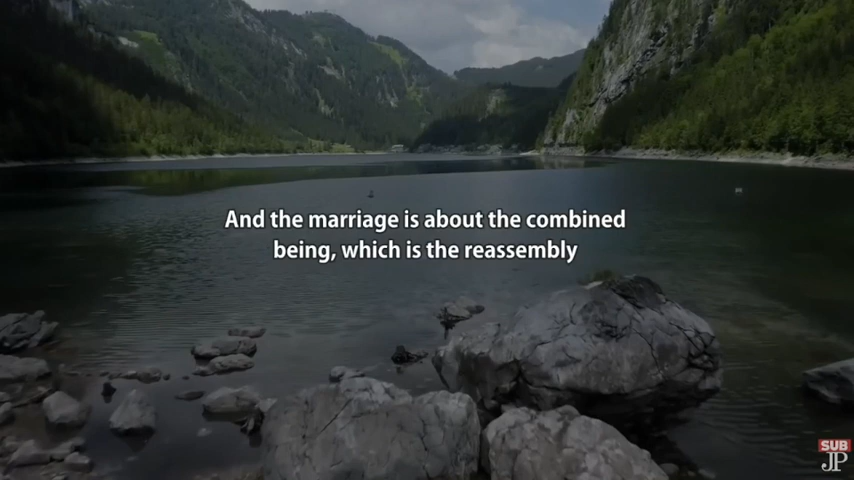 And the marriage is about the combined
being, which is the reassembly
SUB
JP